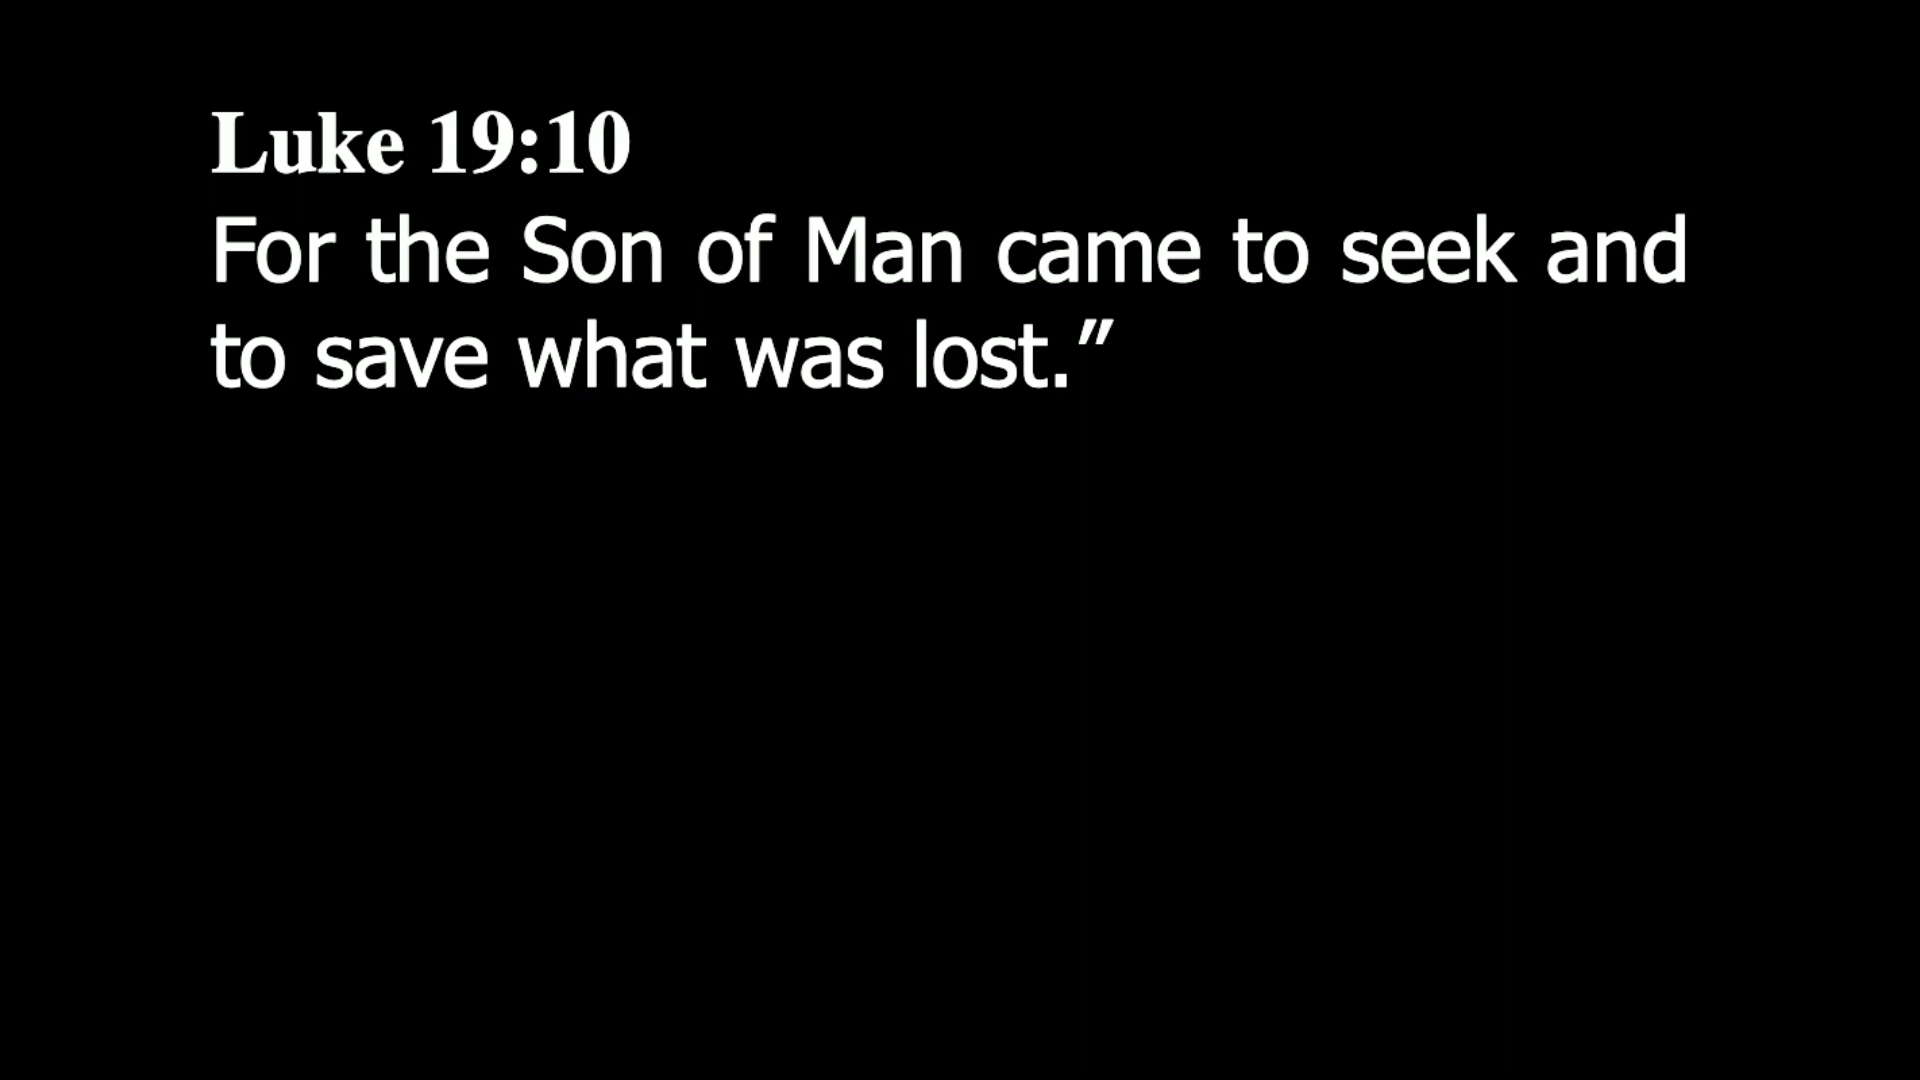 Luke 19:10
For the Son of Man came to seek and
to save what was lost.”